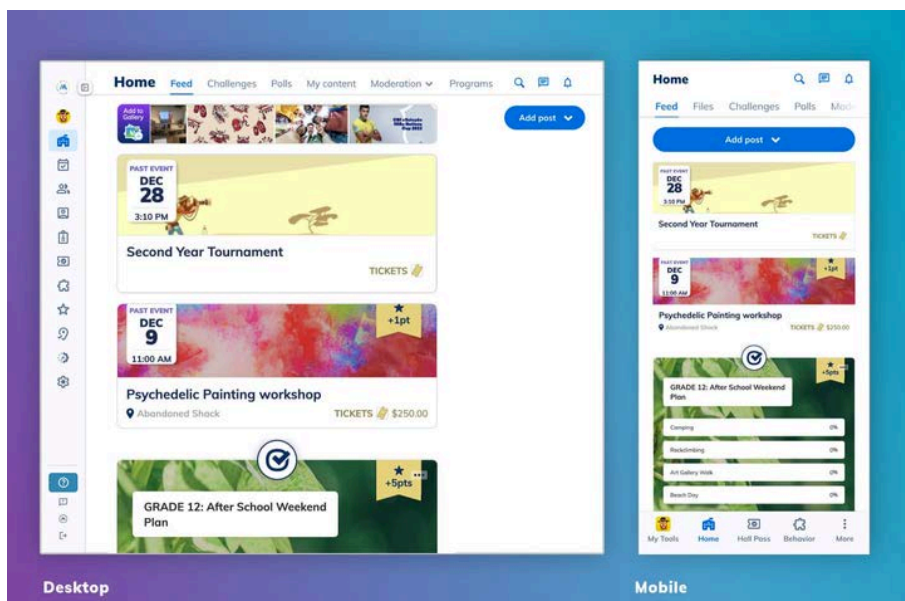 Home Feed Challenges Polls My content Moderation Programs
Add to
Gallery
Add post
PAST EVENT
DEC
28
3:10 PM
Second Year Tournament
TICKETS
PAST EVENT
DEC
9
11:00 AM
+1pt
Psychedelic Painting workshop
Abandoned Shack TICKETS $250.00
+5pts
GRADE 12: After School Weekend
Plan
Desktop
Home
Feed Files Challenges Polls Mod
Add post
PAST EVENT
DEC
28
3:10 PM
Second Year Tournament
TICKETS
PAST EVENT
DEC
9
11:00 AM
+1pt
Psychedelic Painting workshop
Abandoned Shack TICKETS $250.00
+5pts
GRADE 12: After School Weekend
Plan
Camping 0%
Rockclimbing 0%
Art Gallery Walk 0%
Beach Day 0%
My Tools Home Hall Pass Behavior More
Mobile